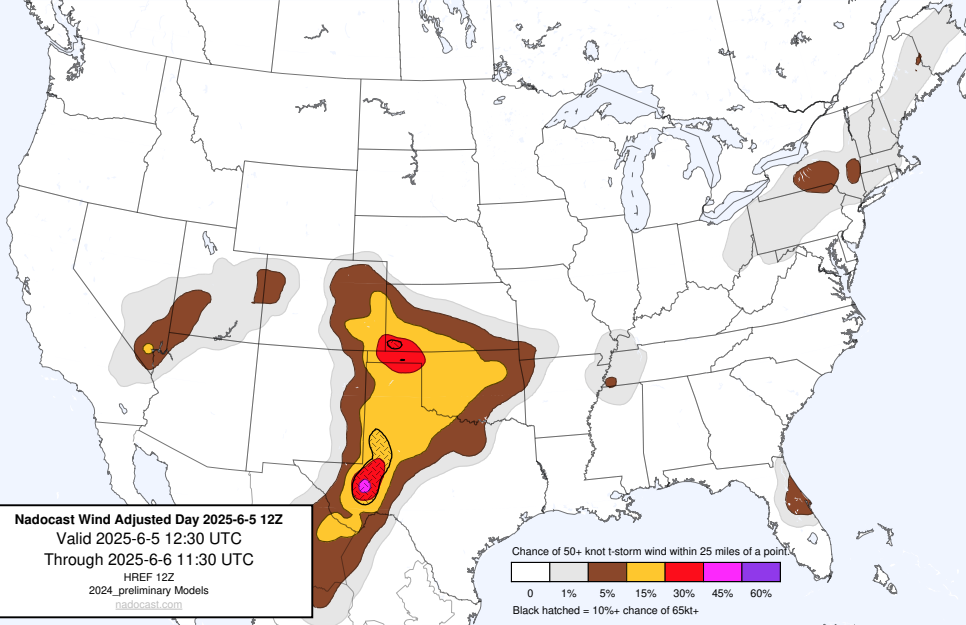 Nadocast Wind Adjusted Day 2025-6-5 12Z
Valid 2025-6-5 12:30 UTC
Through 2025-6-6 11:30 UTC
HREF 12Z
2024_preliminary Models
nadocast.com
Chance of 50+ knot t-storm wind within 25 miles of a point.
0 1% 5% 15% 30% 45% 60%
Black hatched = 10%+ chance of 65kt+